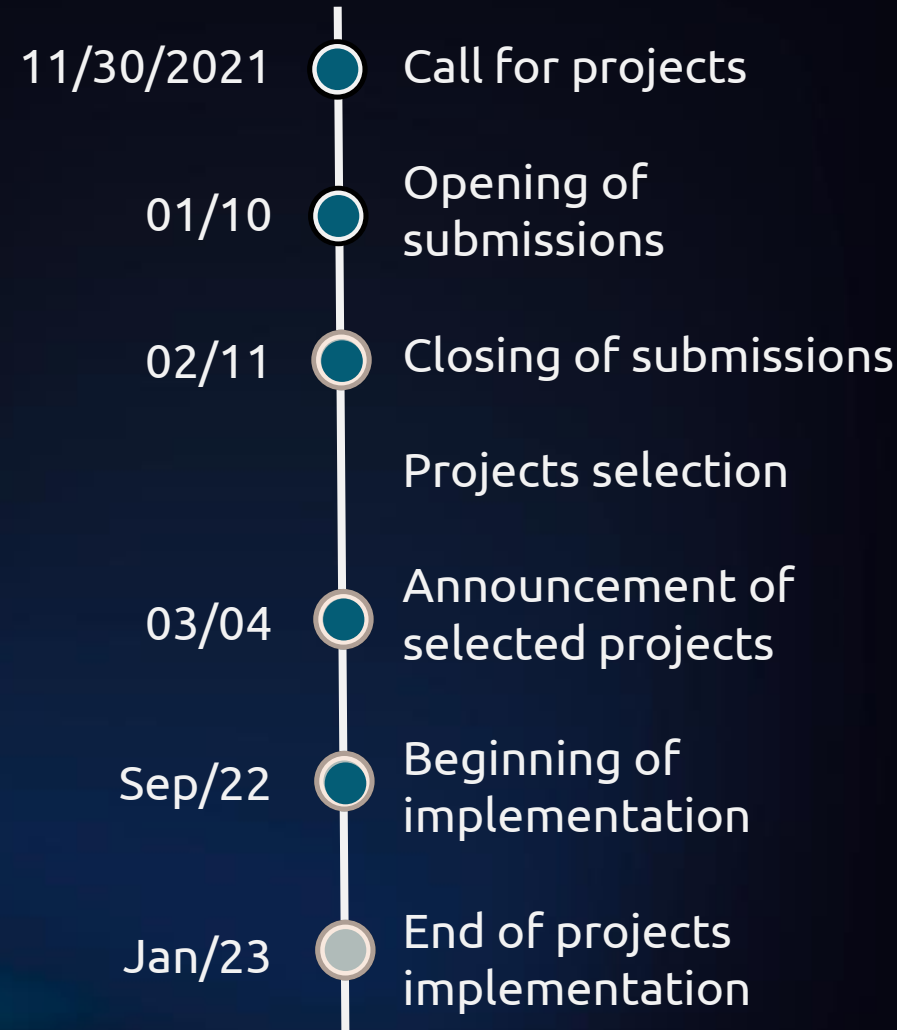 11/30/2021 Call for projects
01/10 Opening of
submissions
02/11 Closing of submissions
Projects selection
03/04 Announcement of
selected projects
Sep/22 Beginning of
implementation
Jan/23 End of projects
implementation